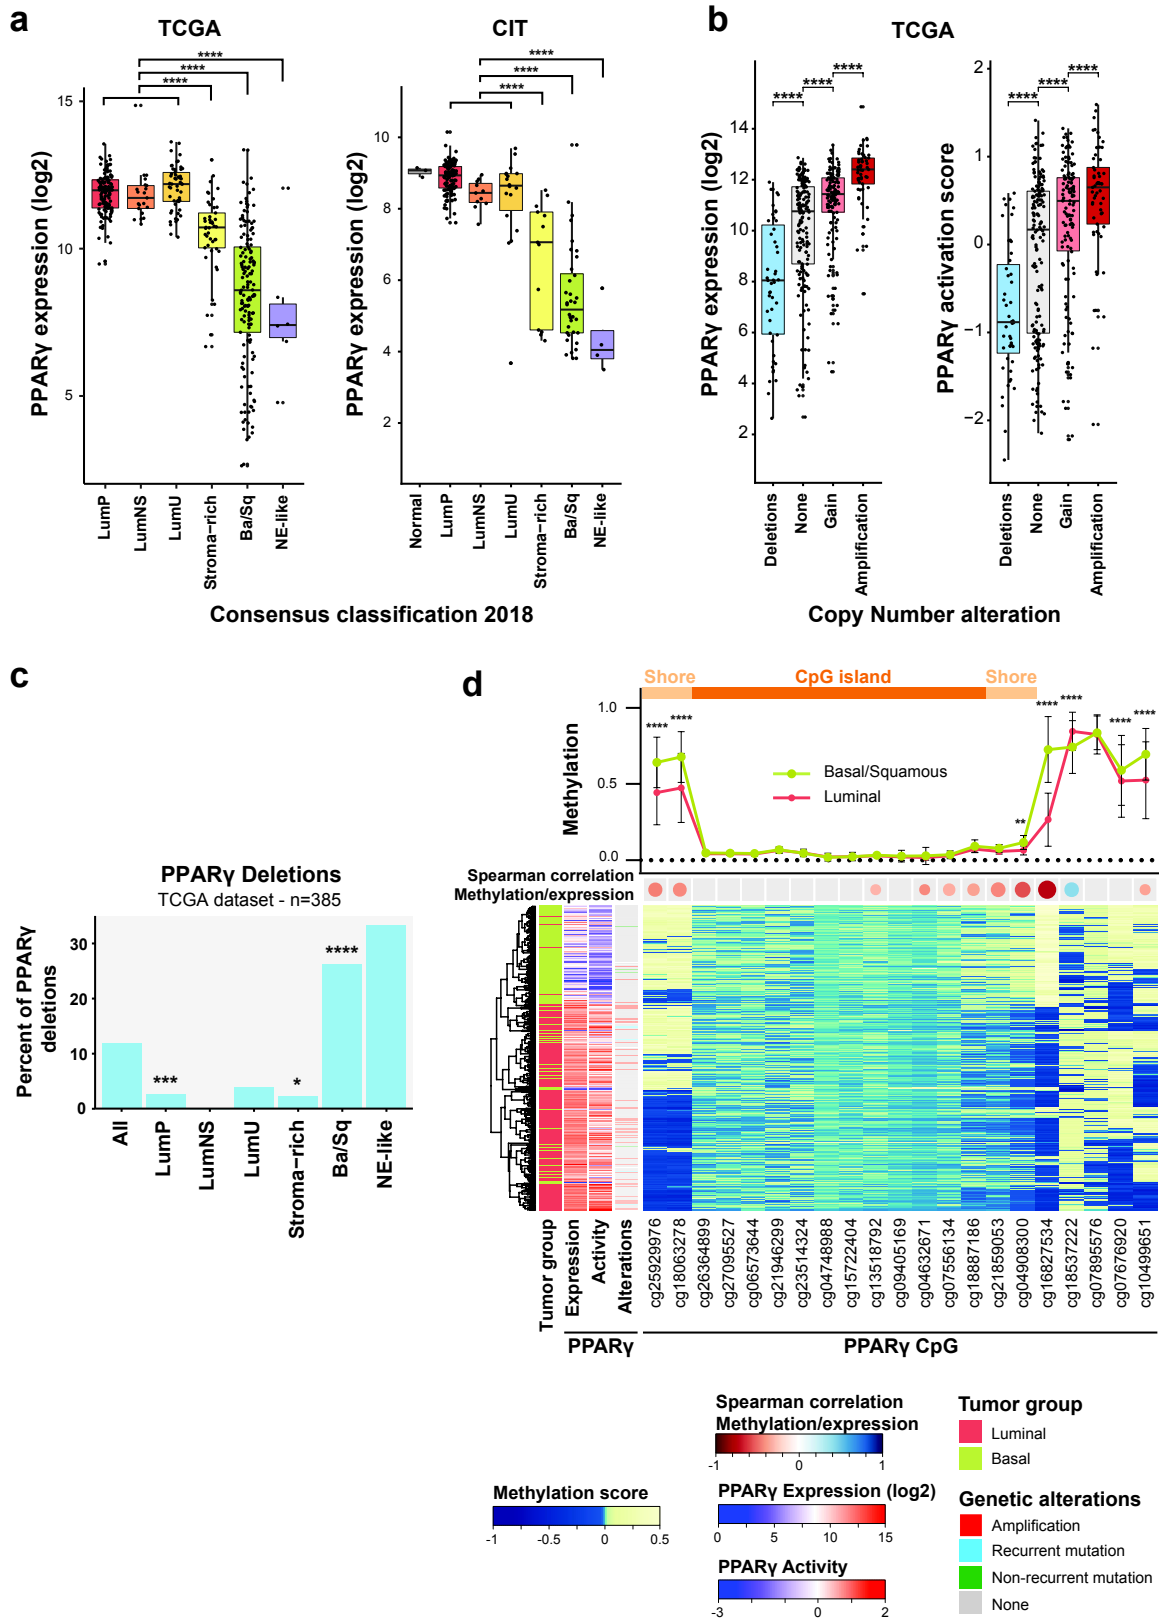 a
TCGA
CIT
b
TCGA
****
****
****
****
****
****
****
****
****
****
****
****
PPARγ expression (log2)
15
10
5
PPARγ expression (log2)
10
8
6
4
2
PPARγ expression (log2)
14
12
10
8
6
4
2
PPARγ activation score
2
1
0
−1
−2
LumP
LumNS
LumU
Stroma−rich
Ba/Sq
NE-like
Normal
LumP
LumNS
LumU
Stroma−rich
Ba/Sq
NE-like
Deletions
None
Gain
Amplification
Deletions
None
Gain
Amplification
Consensus classification 2018
Copy Number alteration
c
PPARγ Deletions
TCGA dataset - n=385
Percent of PPARγ
deletions
30
20
10
0
***
*
****
All
LumP
LumNS
LumU
Stroma−rich
Ba/Sq
NE-like
d
Shore
CpG island
Shore
Methylation
1.0
0.5
0.0
****
****
**
****
****
****
****
Basal/Squamous
Luminal
Spearman correlation
Methylation/expression
Tumor group
Expression
Activity
Alterations
cg25929976
cg18063278
cg26364899
cg27095527
cg06573644
cg21946299
cg23514324
cg04748988
cg15722404
cg13518792
cg09405169
cg04632671
cg07556134
cg18887186
cg21859053
cg04908300
cg16827534
cg18537222
cg07895576
cg07676920
cg10499651
PPARγ
PPARγ CpG
Spearman correlation
Methylation/expression
-1
0
1
Methylation score
-1
-0.5
0
0.5
PPARγ Expression (log2)
0
5
10
15
PPARγ Activity
-3
0
2
Tumor group
Luminal
Basal
Genetic alterations
Amplification
Recurrent mutation
Non-recurrent mutation
None